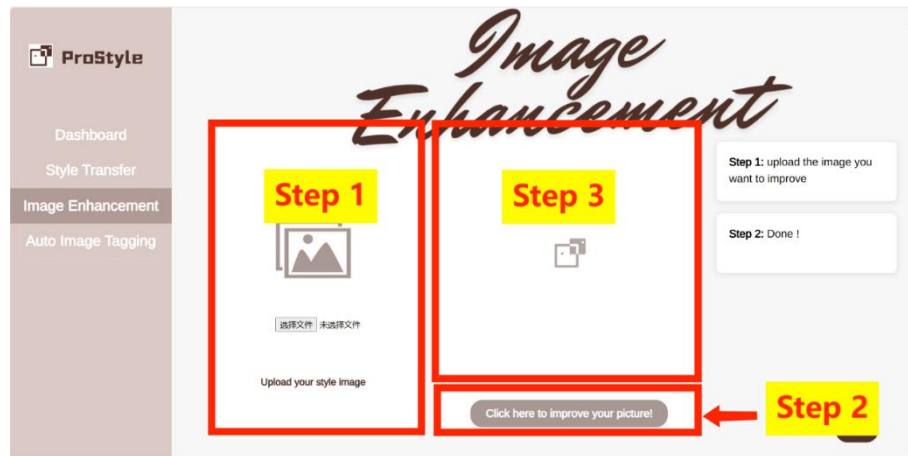 ProStyle
Dashboard
Style Transfer
Image Enhancement
Auto Image Tagging
Image
Enhancement
Step 1
选择文件 未选择文件
Upload your style image
Step 3
Click here to improve your picture!
Step 2
Step 1: upload the image you
want to improve
Step 2: Done !